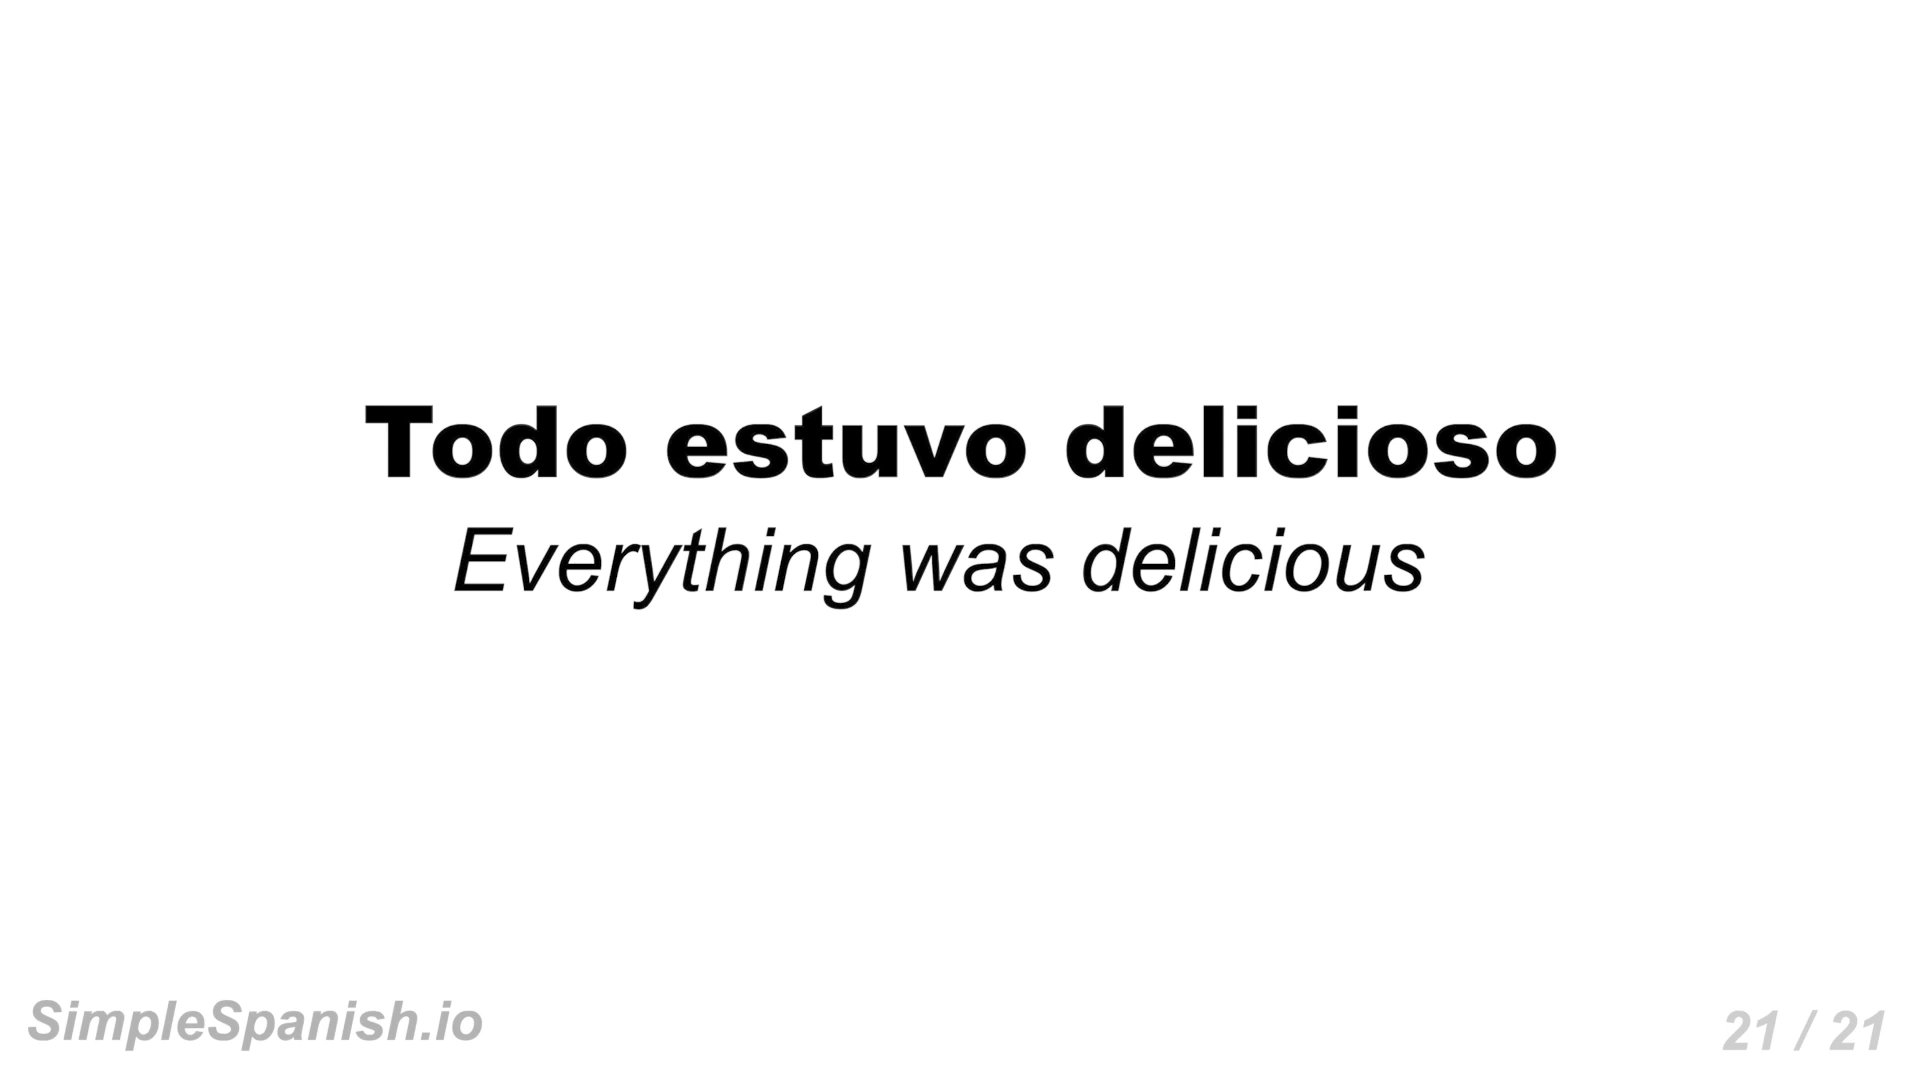 Todo estuvo delicioso
Everything was delicious
SimpleSpanish.io
21 / 21